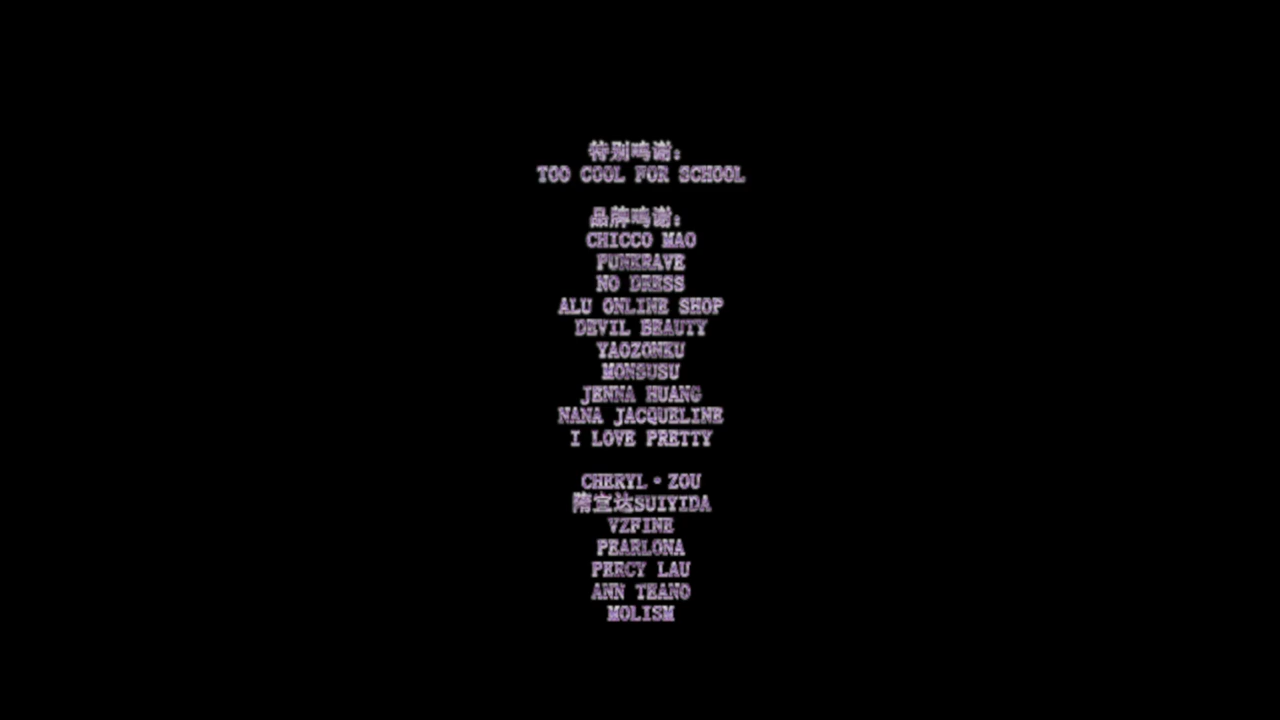 特别鸣谢:
TOO COOL FOR SCHOOL
品牌鸣谢:
CHICCO MAO
PUNKRAVE
NO DRESS
ALU ONLINE SHOP
DEVIL BEAUTY
YAOZONKU
MONSUSU
JENNA HUANG
NANA JACQUELINE
I LOVE PRETTY
CHERYL·ZOU
隋宜达SUIYIDA
VZFINE
PEARLONA
PERCY LAU
ANN TEANO
MOLISM